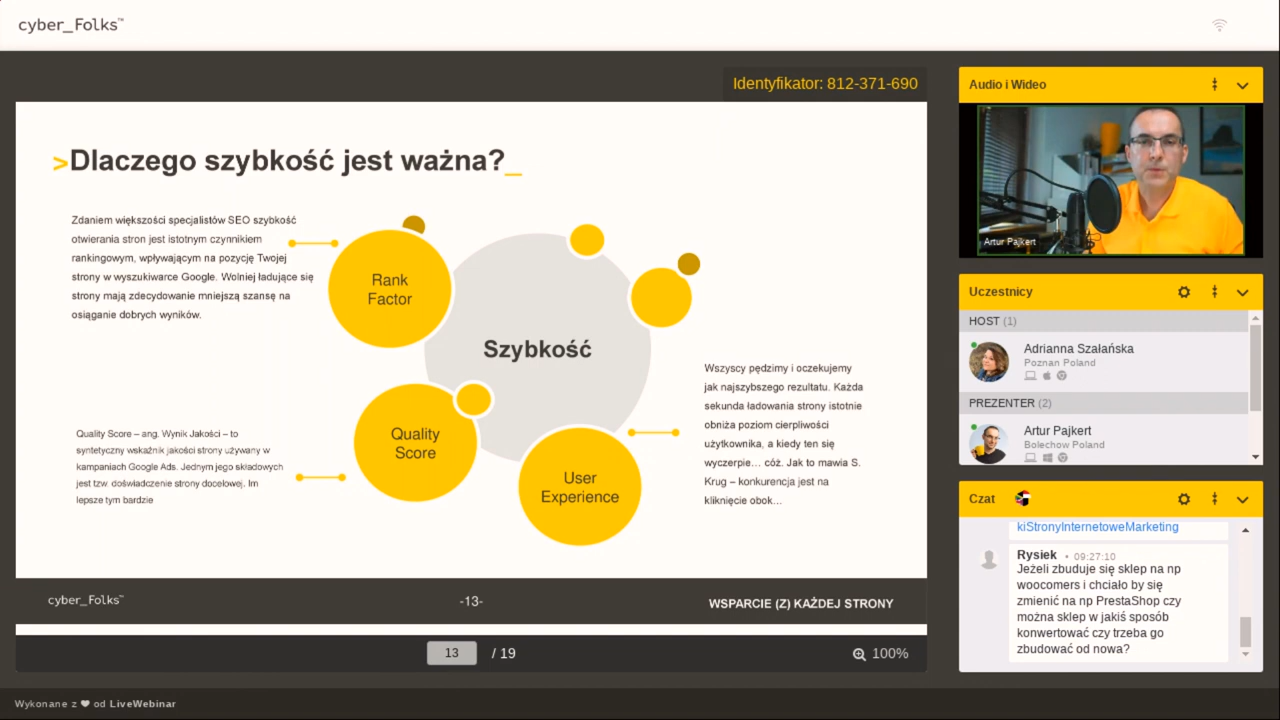 cyber_Folks™
Identyfikator: 812-371-690
>Dlaczego szybkość jest ważna?_
Zdaniem większości specjalistów SEO szybkość
otwierania stron jest istotnym czynnikiem
rankingowym, wpływającym na pozycję Twojej
strony w wyszukiwarce Google. Wolniej ładujące się
strony mają zdecydowanie mniejszą szansę na
osiąganie dobrych wyników.
Rank
Factor
Szybkość
Quality Score – ang. Wynik Jakości – to
syntetyczny wskaźnik jakości strony używany w
kampaniach Google Ads. Jednym jego składowych
jest tzw. doświadczenie strony docelowej. Im
lepsze tym bardzie
Quality
Score
User
Experience
Wszyscy pędzimy i oczekujemy
jak najszybszego rezultatu. Każda
sekunda ładowania strony istotnie
obniża poziom cierpliwości
użytkownika, a kiedy ten się
wyczerpie… cóż. Jak to mawia S.
Krug – konkurencja jest na
kliknięcie obok…
cyber_Folks™
-13-
WSPARCIE (Z) KAŻDEJ STRONY
13 / 19
100%
Audio i Wideo
Artur Pajkert
Uczestnicy
HOST (1)
Adrianna Szałańska
Poznan Poland
PREZENTER (2)
Artur Pajkert
Bolechow Poland
Czat
kiStronyInternetoweMarketing
Rysiek • 09:27:10
Jeżeli zbuduje się sklep na np
woocomers i chciało by się
zmienić na np PrestaShop czy
można sklep w jakiś sposób
konwertować czy trzeba go
zbudować od nowa?
Wykonane z ❤ od LiveWebinar